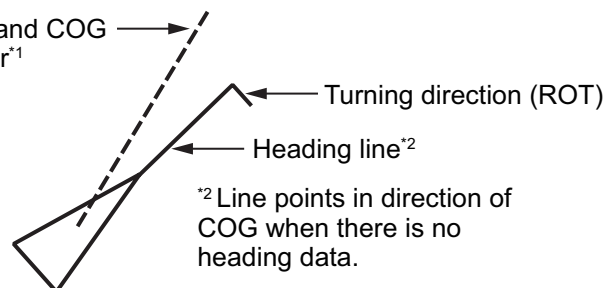 and COG
r*1
Turning direction (ROT)
Heading line*2
*2 Line points in direction of
COG when there is no
heading data.